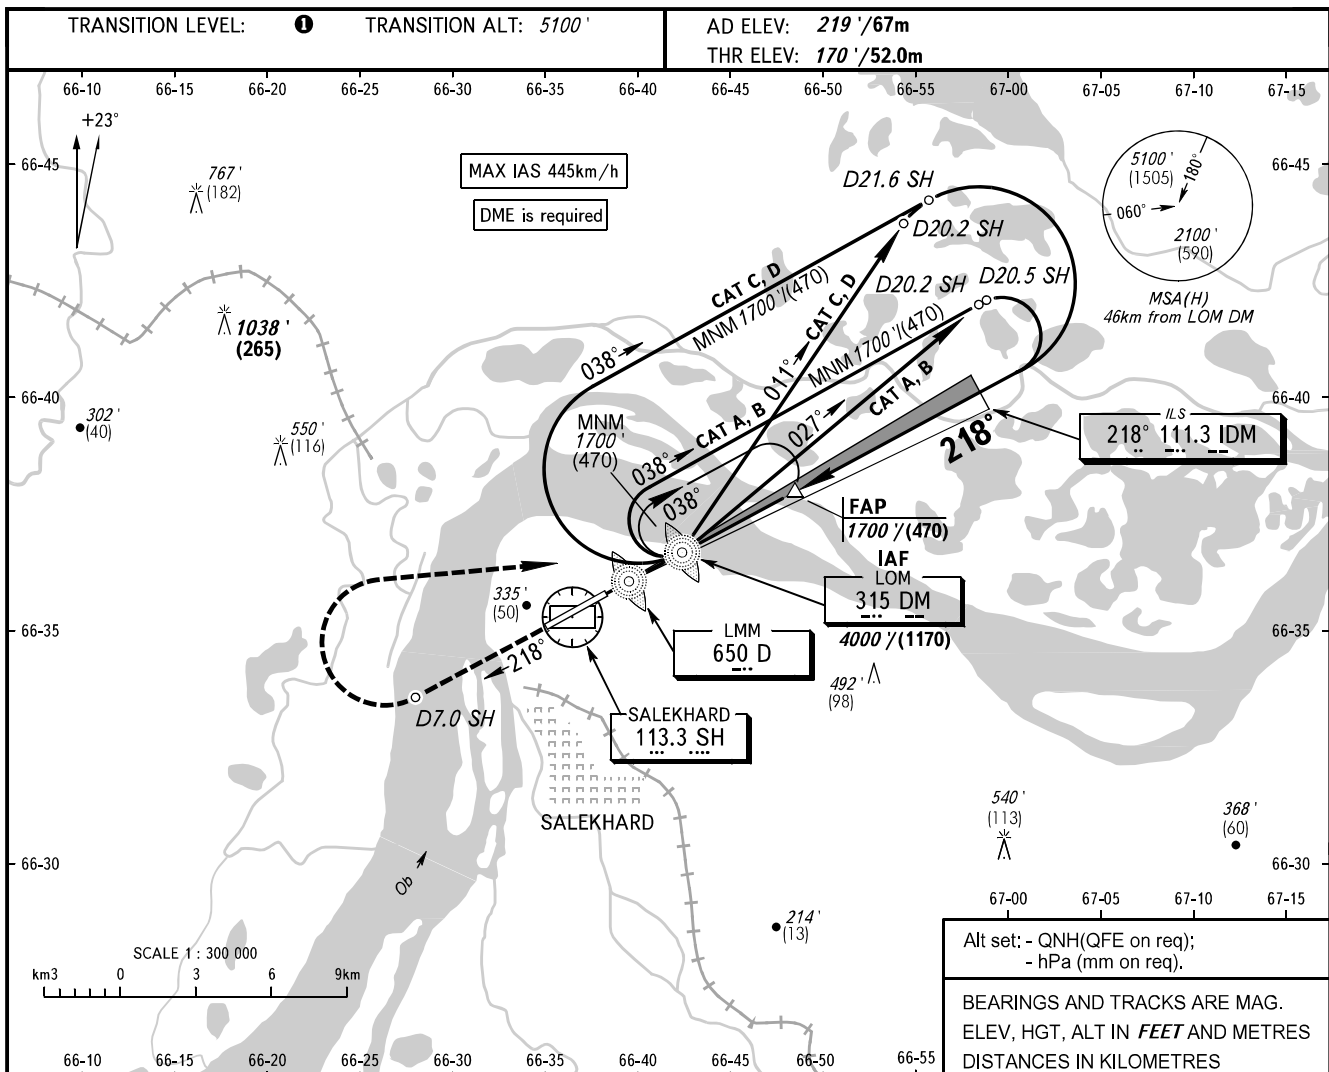 TRANSITION LEVEL: 1 TRANSITION ALT: 5100 '
AD ELEV: 219 '/67m
THR ELEV: 170 '/52.0m
66-10 66-15 66-20 66-25 66-30 66-35 66-40 66-45 66-50 66-55 67-00 67-05 67-10 67-15
+23°
66-45
66-45
767 '
(182)
MAX IAS 445km/h
DME is required
D21.6 SH
D20.2 SH
5100 '
(1505)
180°
060°
2100 '
(590)
MSA(H)
46km from LOM DM
D20.2 SH
D20.5 SH
CAT C, D
MNM 1700 '/(470)
CAT C, D
011°
MNM 1700 '/(470)
CAT A, B
CAT A, B
027°
038°
038°
038°
1038 '
(265)
66-40
66-40
302 '
(40)
550 '
(116)
MNM
1700 '
(470)
218°
ILS
218° 111.3 IDM
FAP
1700 '/(470)
IAF
LOM
315 DM
4000 '/(1170)
335 '
(50)
66-35
66-35
LMM
650 D
218°
492 '
(98)
D7.0 SH
SALEKHARD
113.3 SH
SALEKHARD
540 '
(113)
368 '
(60)
66-30
66-30
Ob
67-00 67-05 67-10 67-15
214 '
(13)
SCALE 1 : 300 000
km3 0 3 6 9km
Alt set: - QNH(QFE on req);
- hPa (mm on req).
BEARINGS AND TRACKS ARE MAG.
ELEV, HGT, ALT IN FEET AND METRES
DISTANCES IN KILOMETRES
66-10 66-15 66-20 66-25 66-30 66-35 66-40 66-45 66-50 66-55